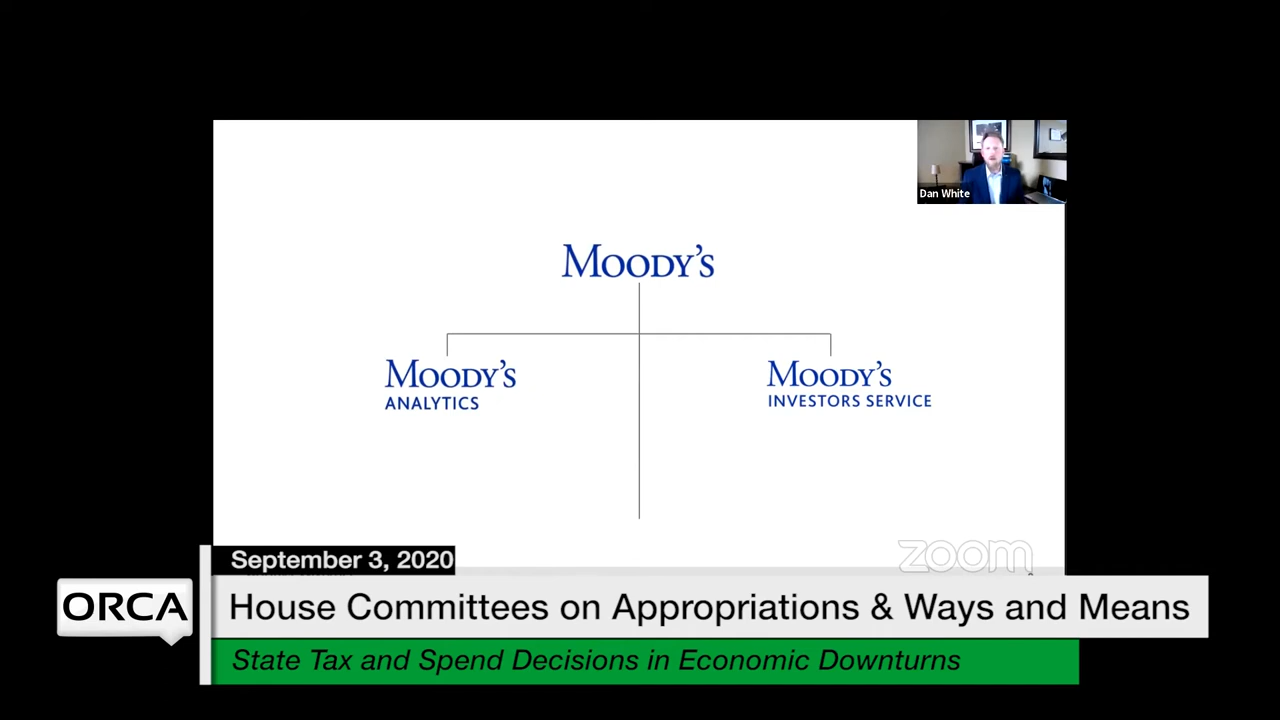 Dan White
MOODY'S
MOODY'S
ANALYTICS
MOODY'S
INVESTORS SERVICE
zoom
September 3, 2020
ORCA
House Committees on Appropriations & Ways and Means
State Tax and Spend Decisions in Economic Downturns